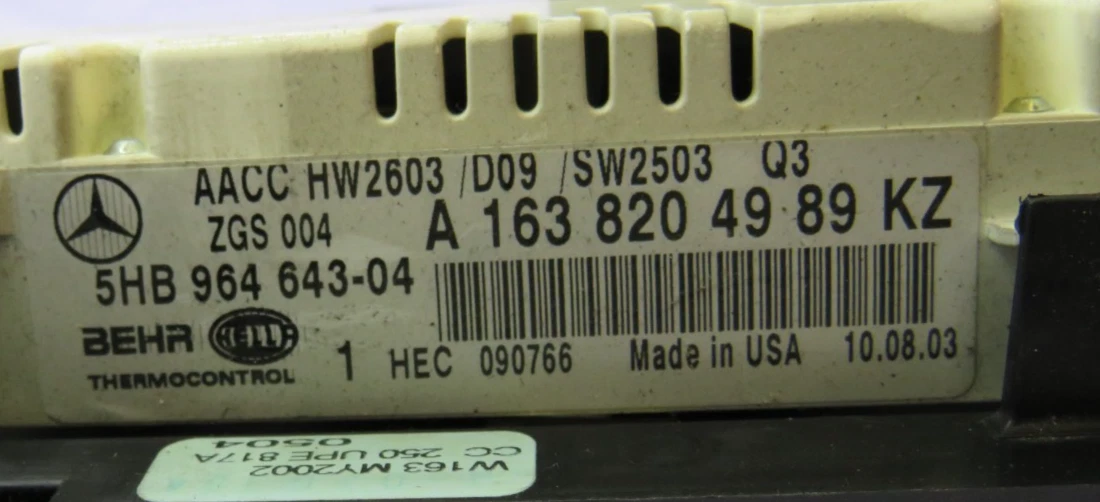 AACC HW2603 /D09 /SW2503 Q3
ZGS 004 A 163 820 49 89 KZ
5HB 964 643-04
BEHR HELLA
THERMOCONTROL 1 HEC 090766 Made in USA 10.08.03
W163 MY2002
CC 250 UPE 817A
0504